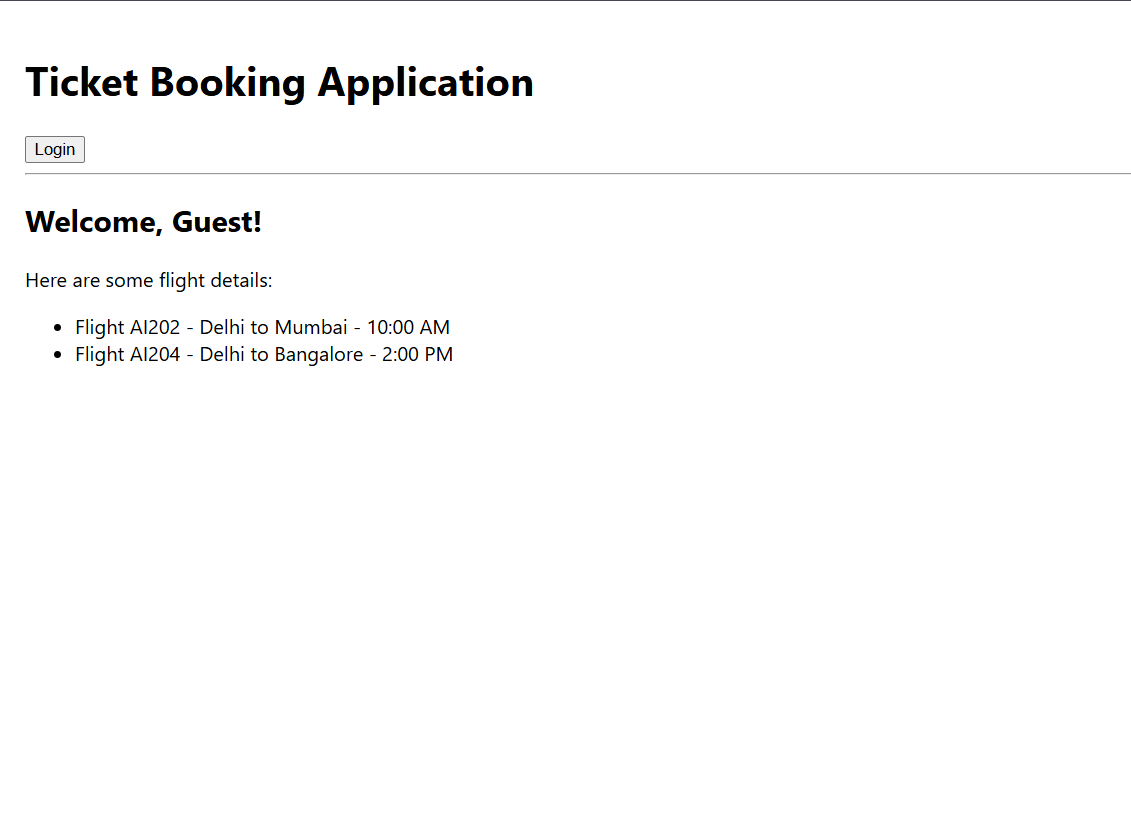 Ticket Booking Application
Login
Welcome, Guest!
Here are some flight details:
Flight AI202 - Delhi to Mumbai - 10:00 AM
Flight AI204 - Delhi to Bangalore - 2:00 PM